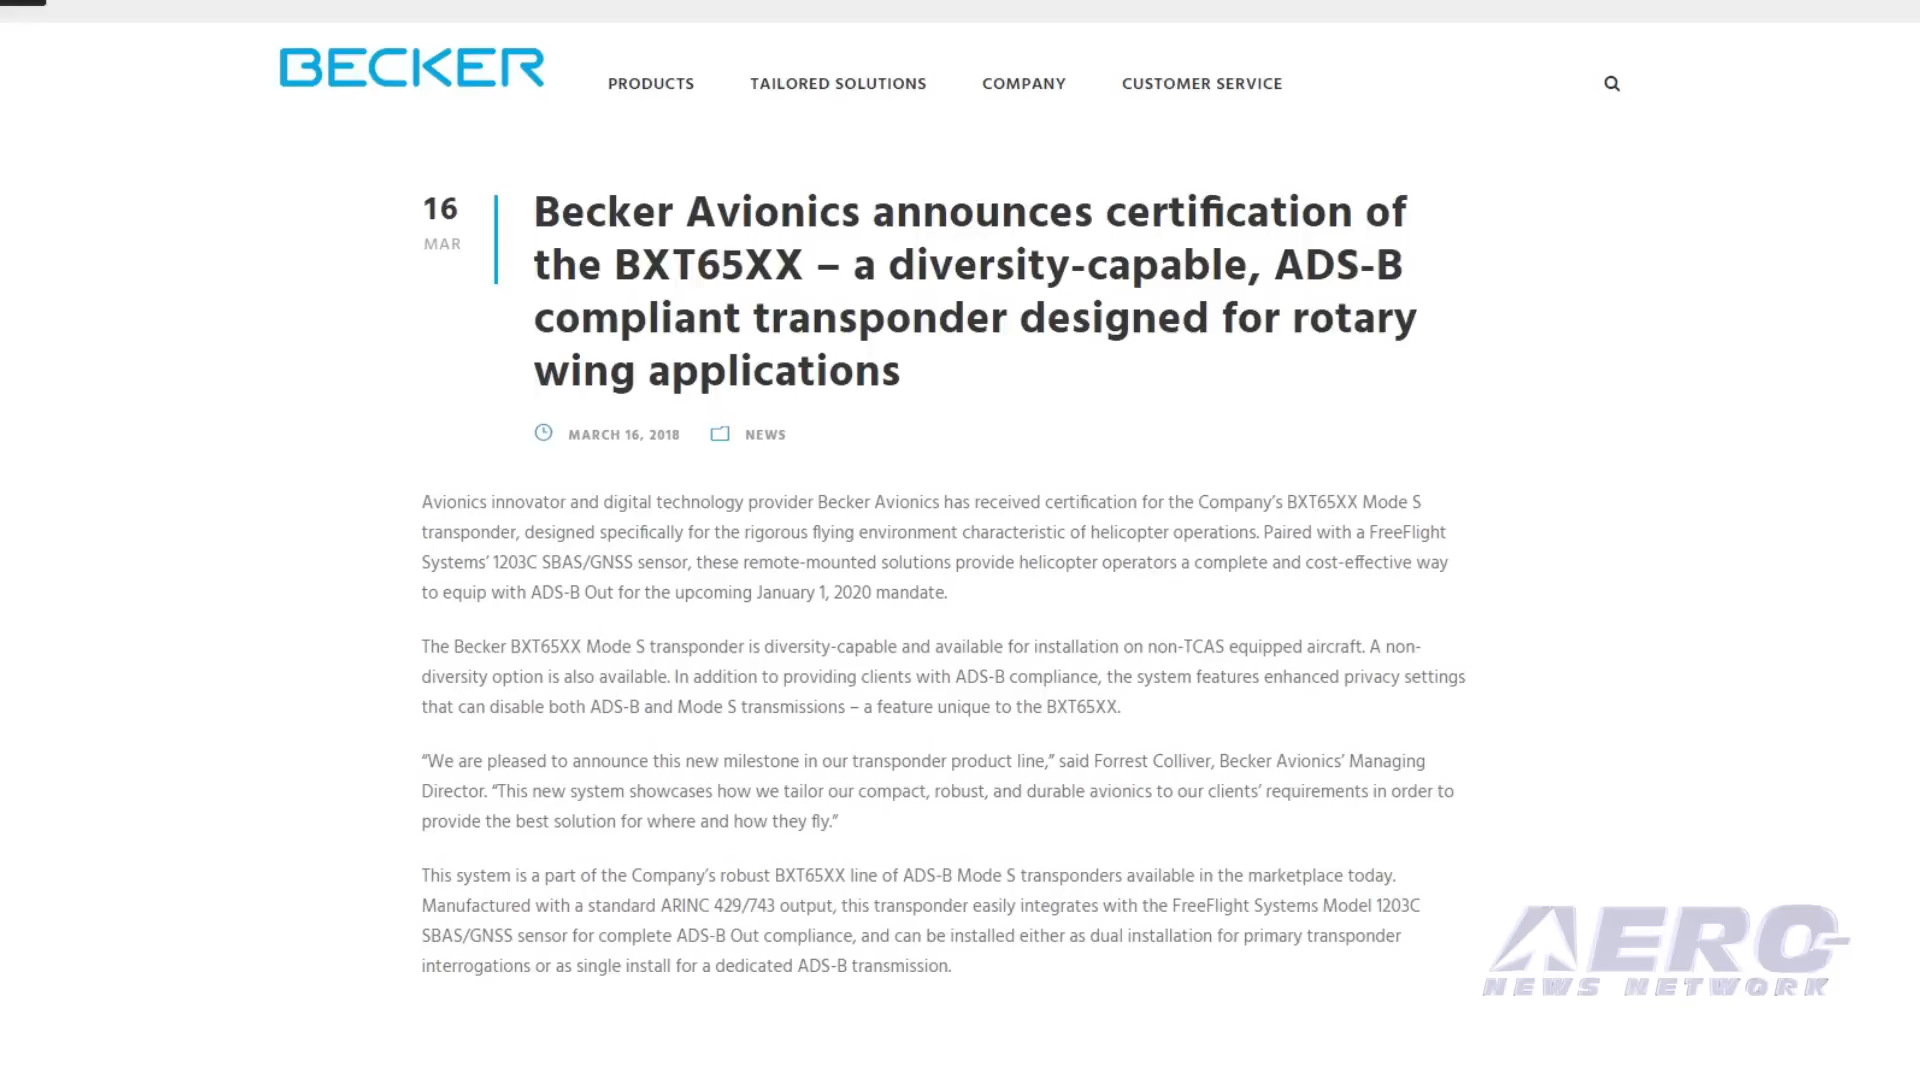 BECKER
PRODUCTS TAILORED SOLUTIONS COMPANY CUSTOMER SERVICE
16
MAR
Becker Avionics announces certification of
the BXT65XX – a diversity-capable, ADS-B
compliant transponder designed for rotary
wing applications
MARCH 16, 2018 NEWS
Avionics innovator and digital technology provider Becker Avionics has received certification for the Company’s BXT65XX Mode S
transponder, designed specifically for the rigorous flying environment characteristic of helicopter operations. Paired with a FreeFlight
Systems’ 1203C SBAS/GNSS sensor, these remote-mounted solutions provide helicopter operators a complete and cost-effective way
to equip with ADS-B Out for the upcoming January 1, 2020 mandate.
The Becker BXT65XX Mode S transponder is diversity-capable and available for installation on non-TCAS equipped aircraft. A non-
diversity option is also available. In addition to providing clients with ADS-B compliance, the system features enhanced privacy settings
that can disable both ADS-B and Mode S transmissions – a feature unique to the BXT65XX.
“We are pleased to announce this new milestone in our transponder product line,” said Forrest Colliver, Becker Avionics’ Managing
Director. “This new system showcases how we tailor our compact, robust, and durable avionics to our clients’ requirements in order to
provide the best solution for where and how they fly.”
This system is a part of the Company’s robust BXT65XX line of ADS-B Mode S transponders available in the marketplace today.
Manufactured with a standard ARINC 429/743 output, this transponder easily integrates with the FreeFlight Systems Model 1203C
SBAS/GNSS sensor for complete ADS-B Out compliance, and can be installed either as dual installation for primary transponder
interrogations or as single install for a dedicated ADS-B transmission.
AERO
NEWS NETWORK